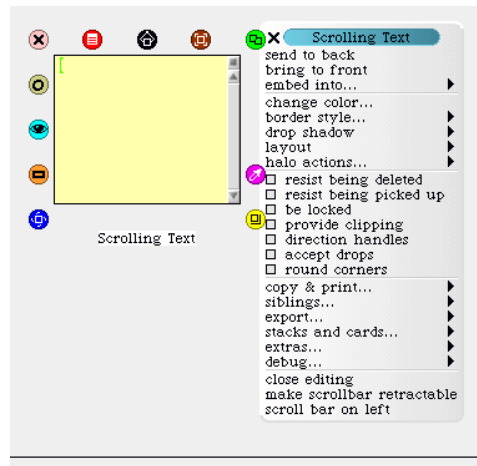 Scrolling Text
send to back
bring to front
embed into...
change color...
border style...
drop shadow
layout
halo actions...
resist being deleted
resist being picked up
be locked
provide clipping
direction handles
accept drops
round corners
copy & print...
siblings...
export...
stacks and cards...
extras...
debug...
close editing
make scrollbar retractable
scroll bar on left
Scrolling Text